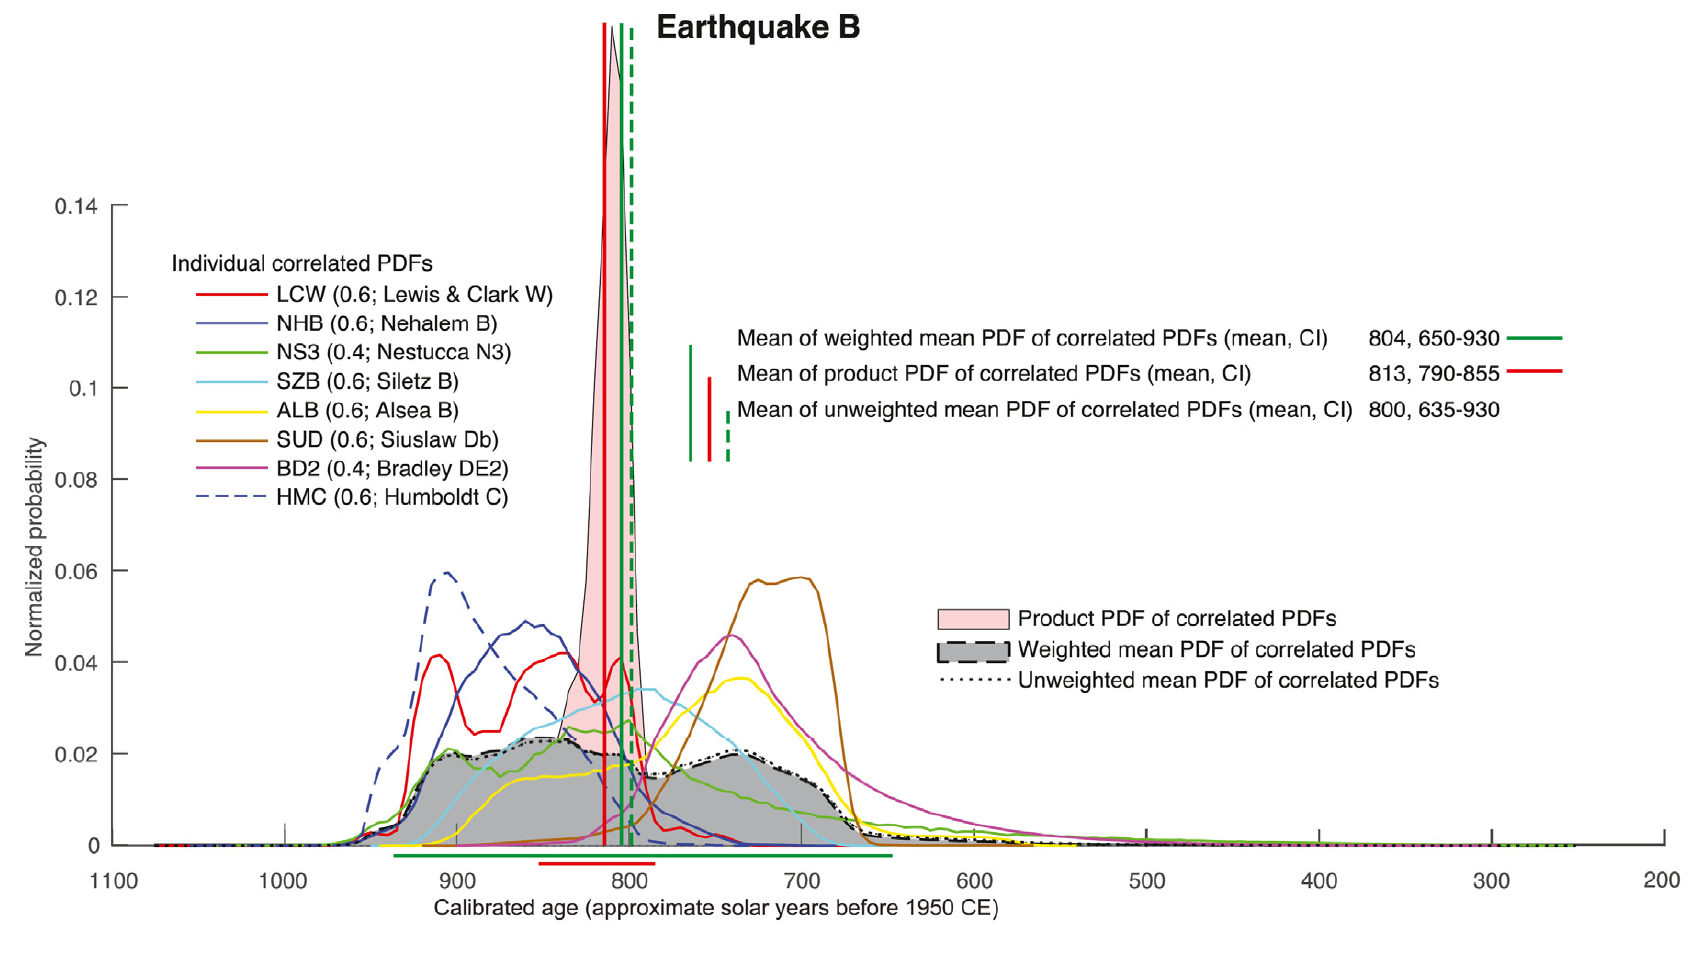 Earthquake B
0.14
0.12
0.1
0.08
0.06
0.04
0.02
0
Normalized probability
Individual correlated PDFs
LCW (0.6; Lewis & Clark W)
NHB (0.6; Nehalem B)
NS3 (0.4; Nestucca N3)
SZB (0.6; Siletz B)
ALB (0.6; Alsea B)
SUD (0.6; Siuslaw Db)
BD2 (0.4; Bradley DE2)
HMC (0.6; Humboldt C)
Mean of weighted mean PDF of correlated PDFs (mean, CI) 804, 650-930
Mean of product PDF of correlated PDFs (mean, CI) 813, 790-855
Mean of unweighted mean PDF of correlated PDFs (mean, CI) 800, 635-930
Product PDF of correlated PDFs
Weighted mean PDF of correlated PDFs
Unweighted mean PDF of correlated PDFs
1100 1000 900 800 700 600 500 400 300 200
Calibrated age (approximate solar years before 1950 CE)